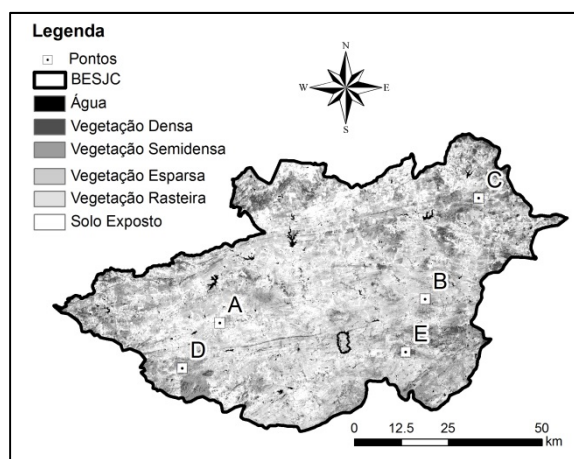 Legenda
Pontos
BESJC
Água
Vegetação Densa
Vegetação Semidensa
Vegetação Esparsa
Vegetação Rasteira
Solo Exposto
N
W E
S
C
B
A
E
D
0 12.5 25 50
km